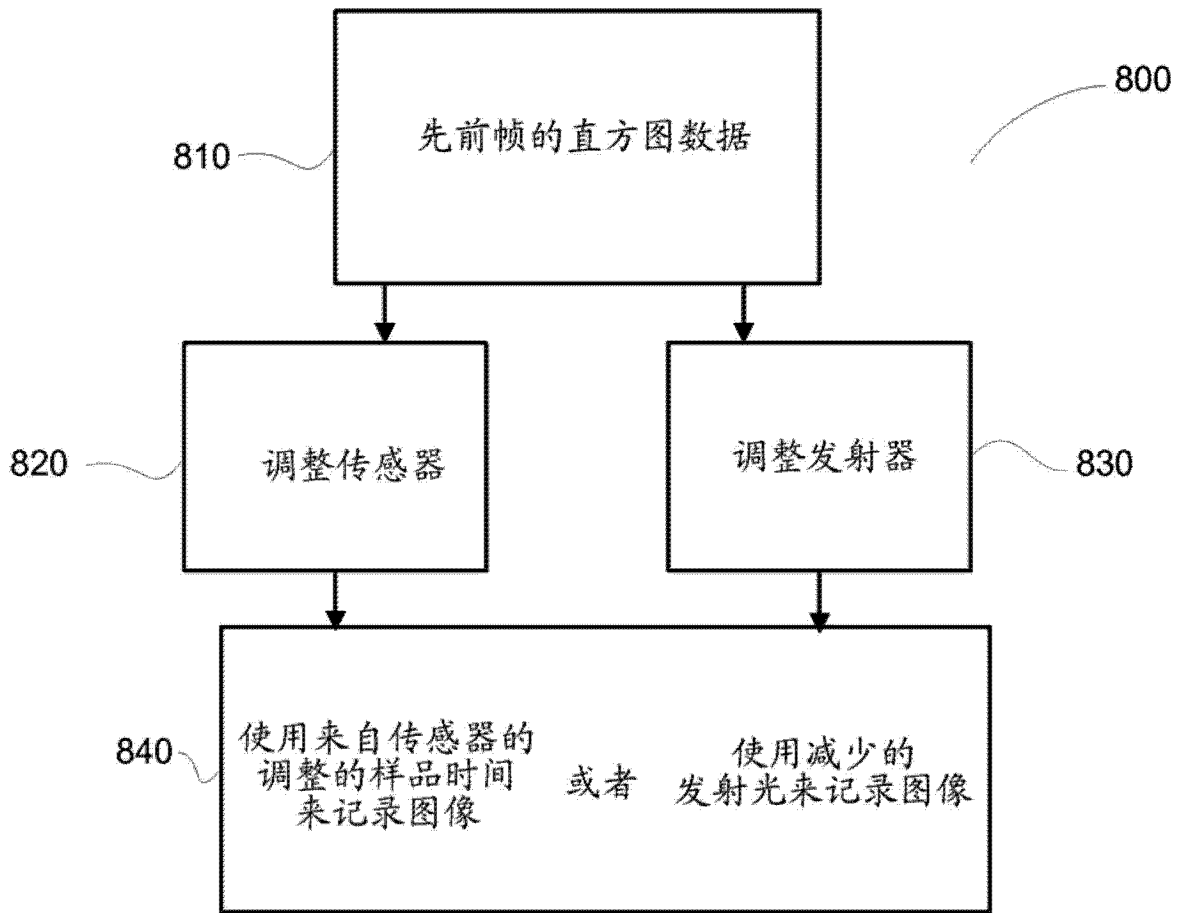 800
810
先前帧的直方图数据
820
调整传感器
调整发射器
830
840
使用来自传感器的
调整的样品时间
来记录图像
或者
使用减少的
发射光来记录图像